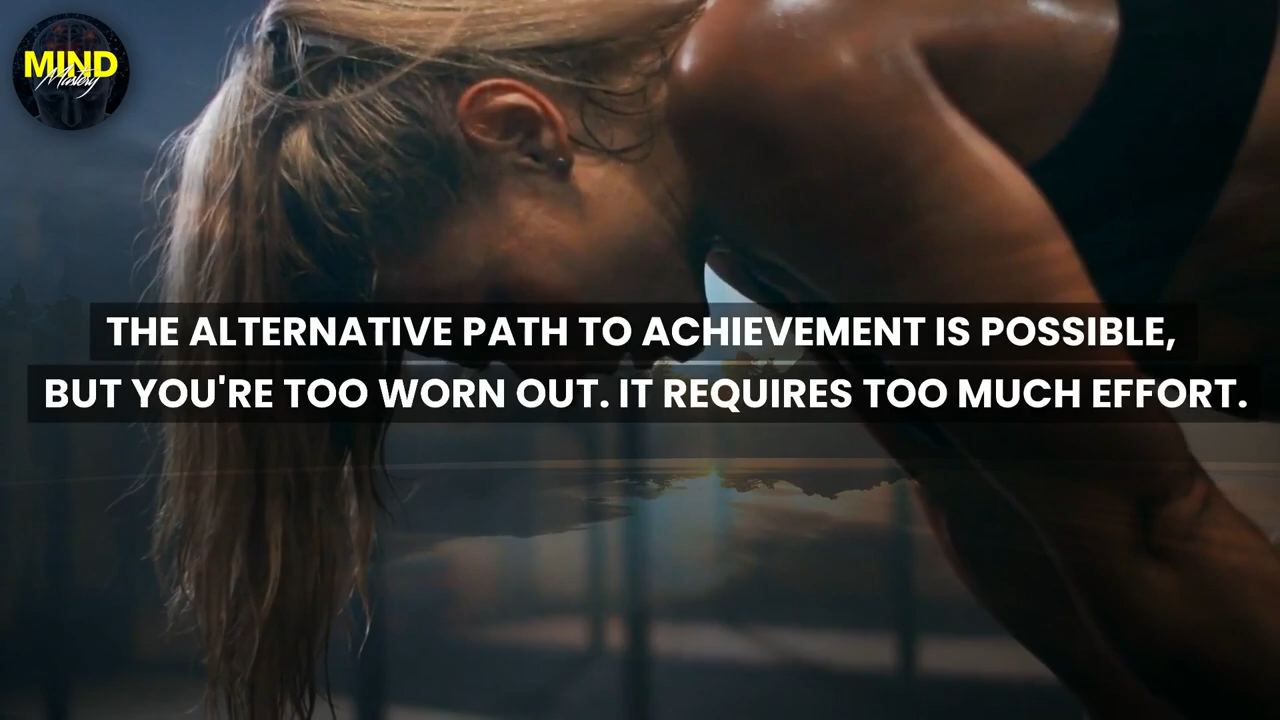 MIND
Mastery
THE ALTERNATIVE PATH TO ACHIEVEMENT IS POSSIBLE,
BUT YOU'RE TOO WORN OUT. IT REQUIRES TOO MUCH EFFORT.